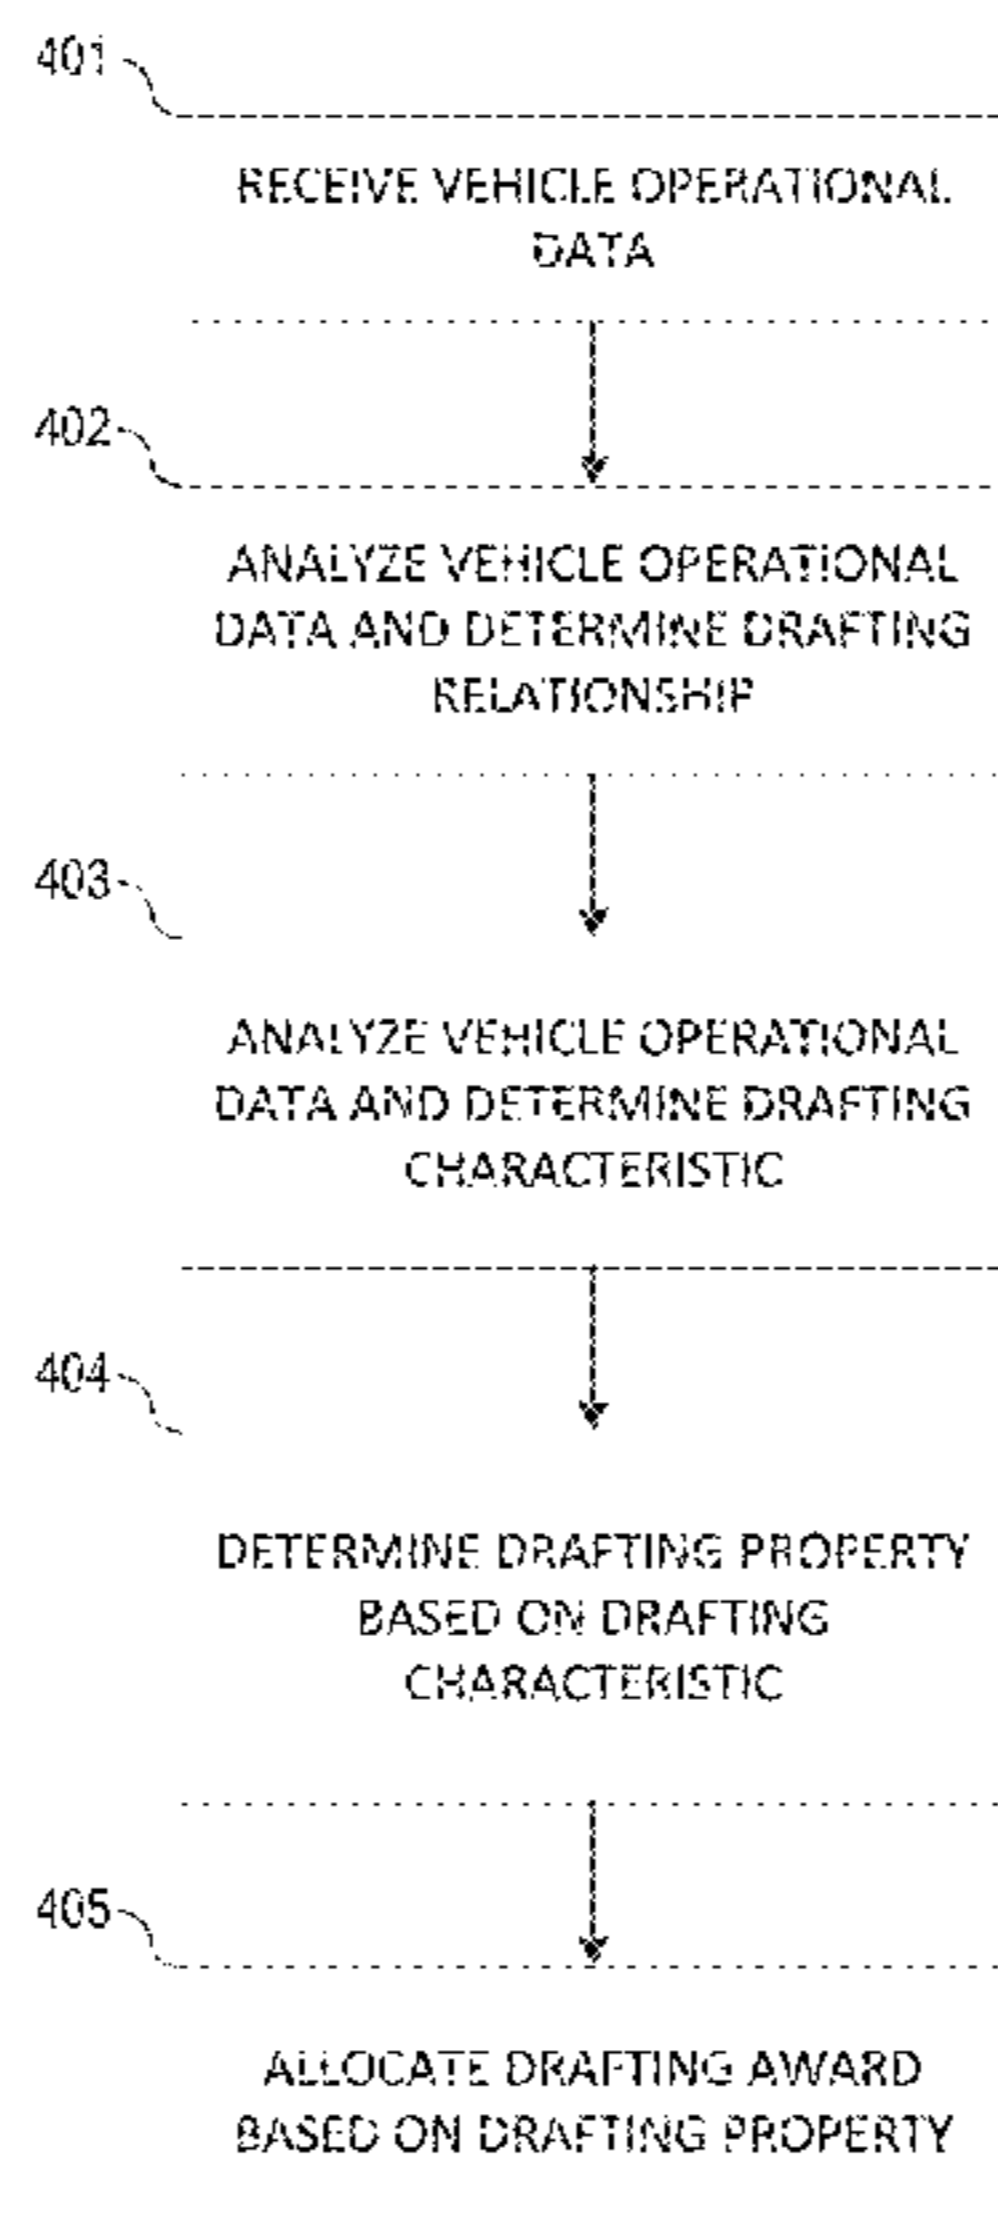 401
RECEIVE VEHICLE OPERATIONAL
DATA
402
ANALYZE VEHICLE OPERATIONAL
DATA AND DETERMINE DRAFTING
RELATIONSHIP
403
ANALYZE VEHICLE OPERATIONAL
DATA AND DETERMINE DRAFTING
CHARACTERISTIC
404
DETERMINE DRAFTING PROPERTY
BASED ON DRAFTING
CHARACTERISTIC
405
ALLOCATE DRAFTING AWARD
BASED ON DRAFTING PROPERTY